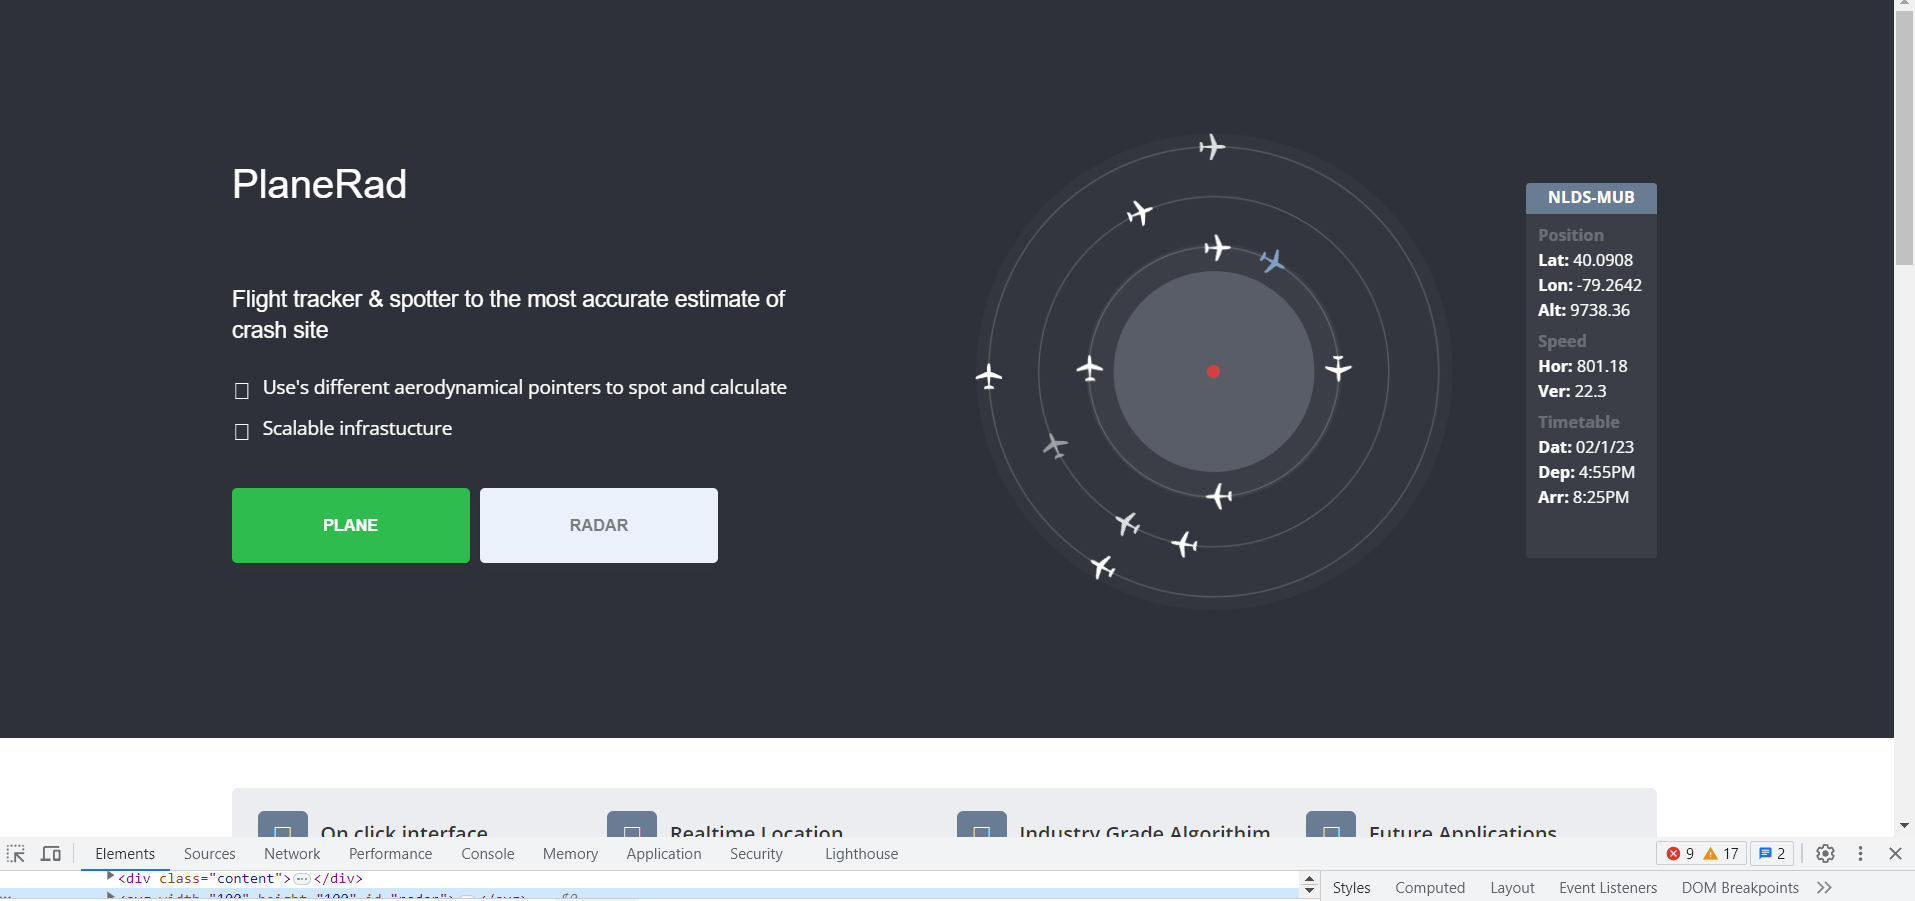 PlaneRad
Flight tracker & spotter to the most accurate estimate of
crash site
Use's different aerodynamical pointers to spot and calculate
Scalable infrastucture
PLANE
RADAR
NLDS-MUB
Position
Lat: 40.0908
Lon: -79.2642
Alt: 9738.36
Speed
Hor: 801.18
Ver: 22.3
Timetable
Dat: 02/1/23
Dep: 4:55PM
Arr: 8:25PM
On click interface
Realtime Location
Industry Grade Algorithim
Future Applications
Elements
Sources
Network
Performance
Console
Memory
Application
Security
Lighthouse
9
17
2
<div class="content">
</div>
Styles
Computed
Layout
Event Listeners
DOM Breakpoints